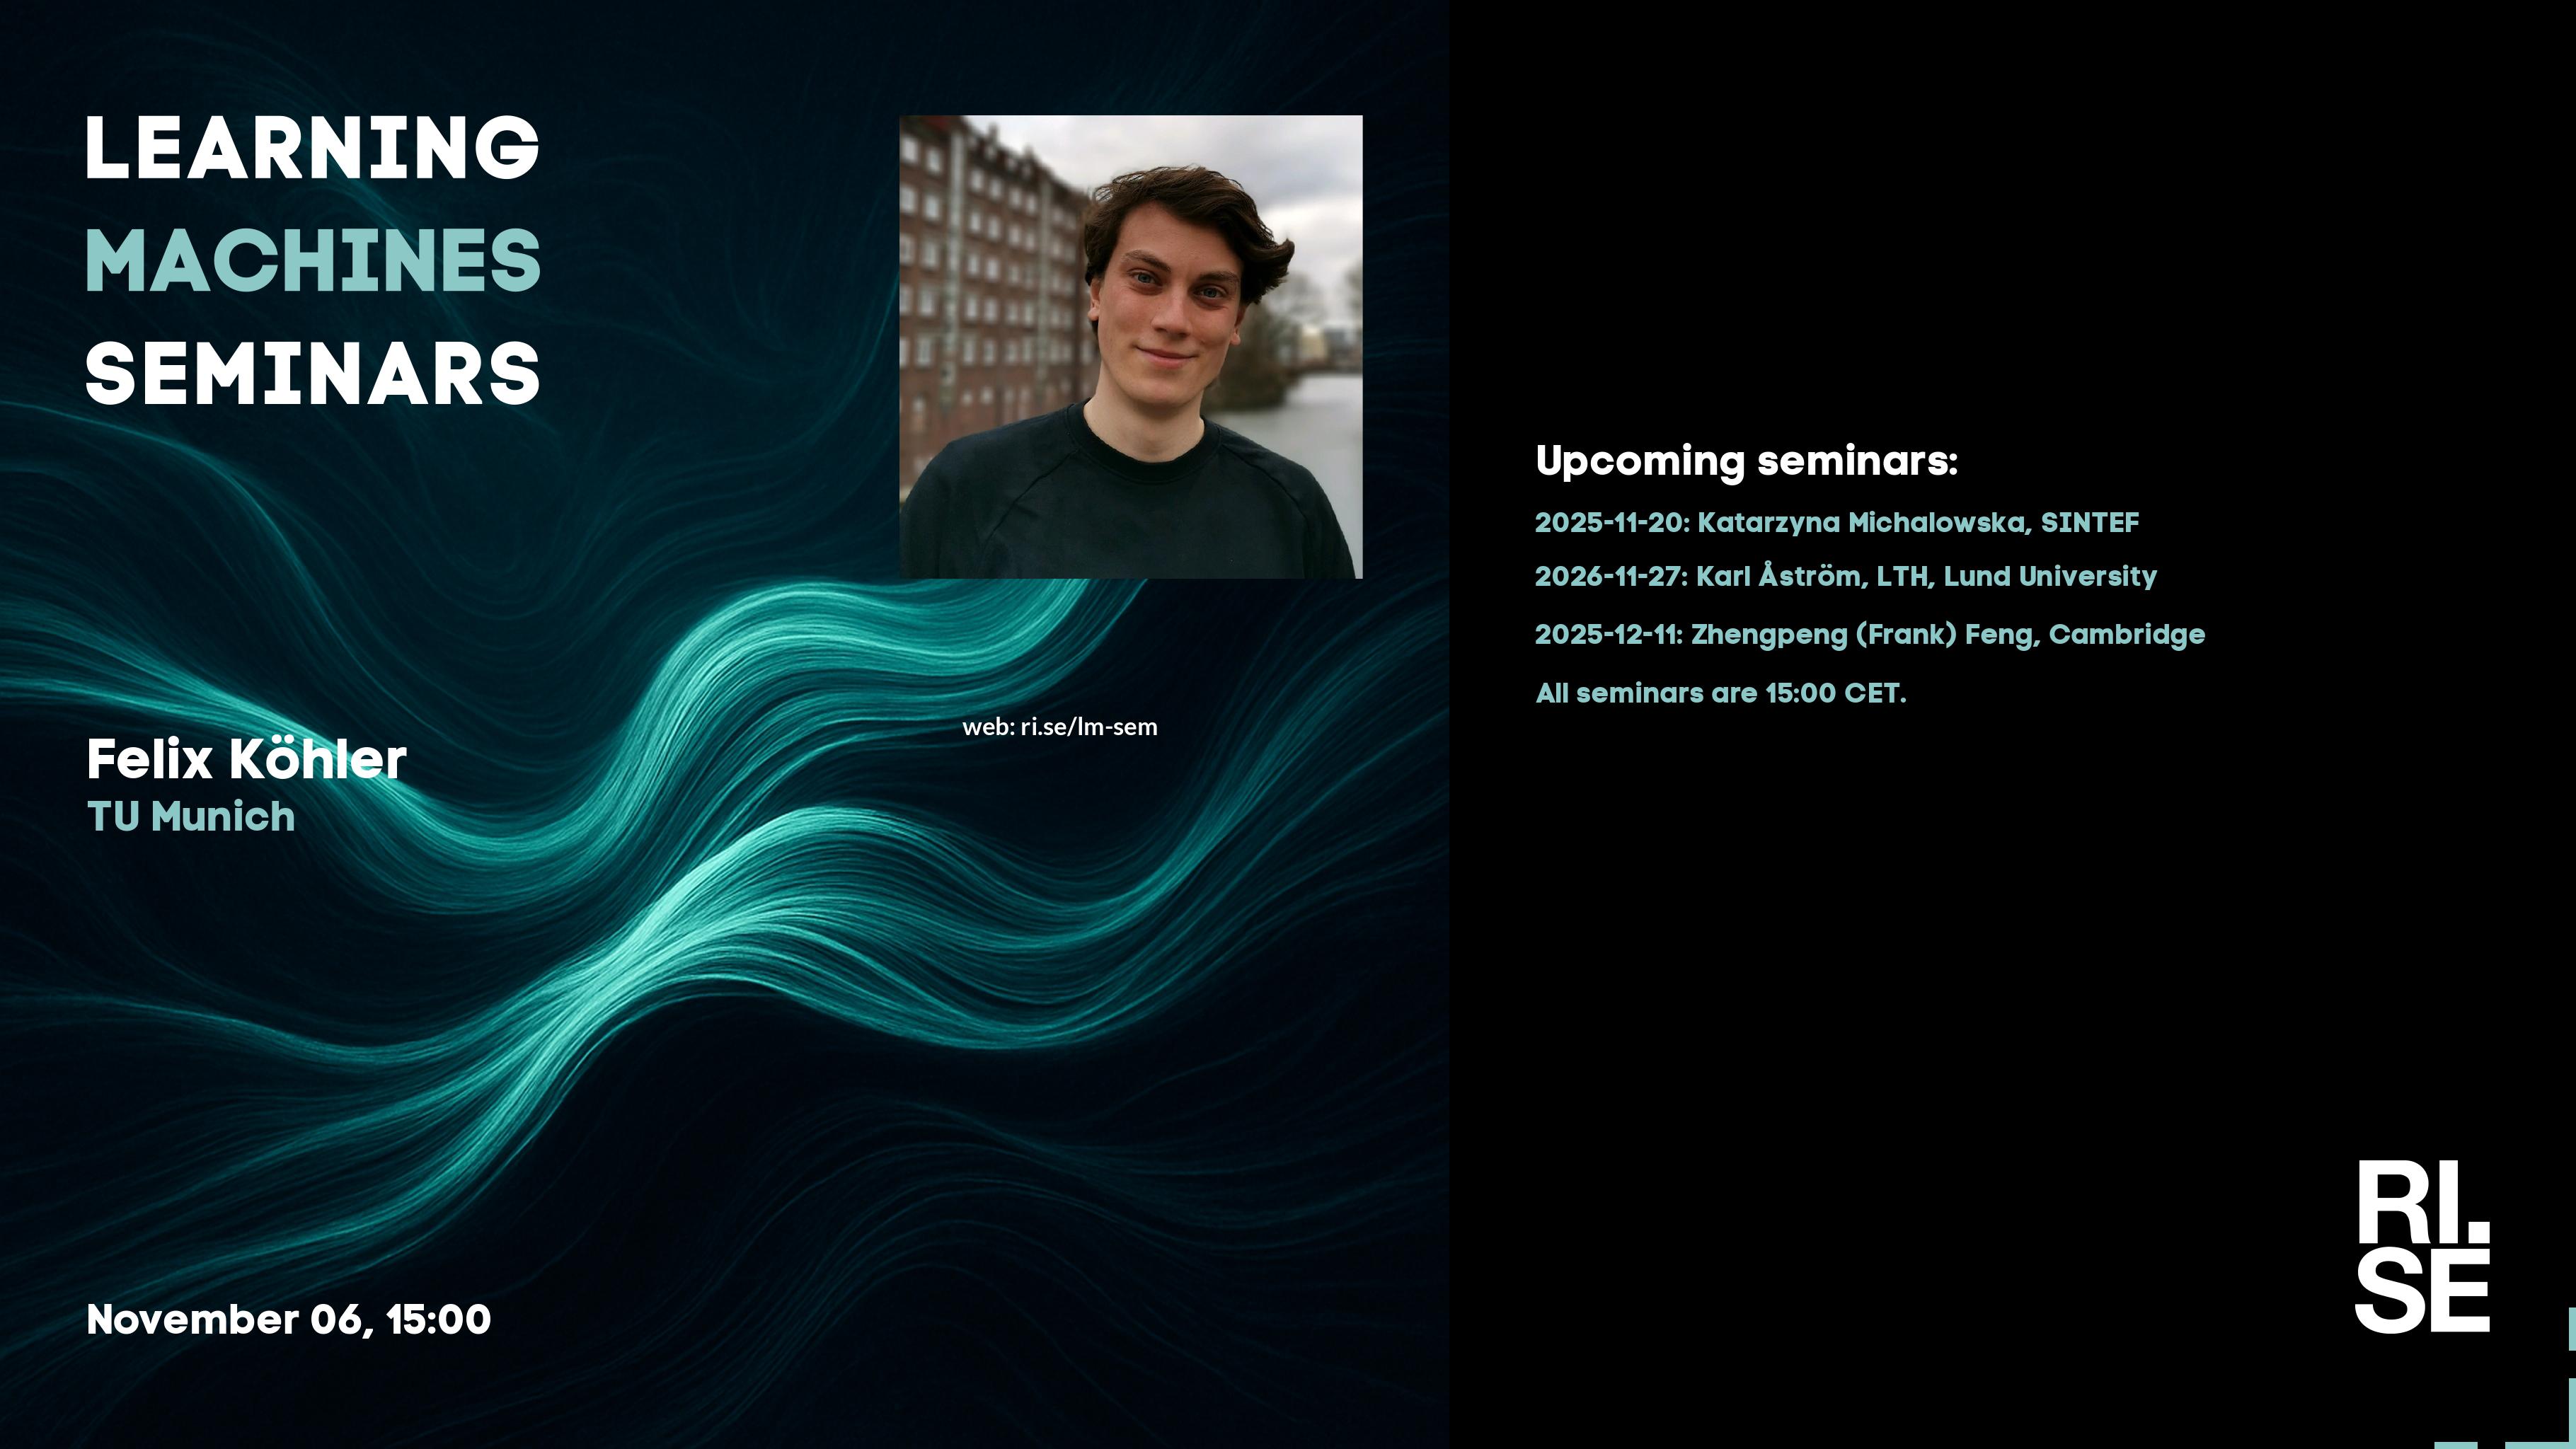 LEARNING
MACHINES
SEMINARS
Felix Köhler
TU Munich
web: ri.se/lm-sem
November 06, 15:00
Upcoming seminars:
2025-11-20: Katarzyna Michalowska, SINTEF
2026-11-27: Karl Åström, LTH, Lund University
2025-12-11: Zhengpeng (Frank) Feng, Cambridge
All seminars are 15:00 CET.
RI.
SE